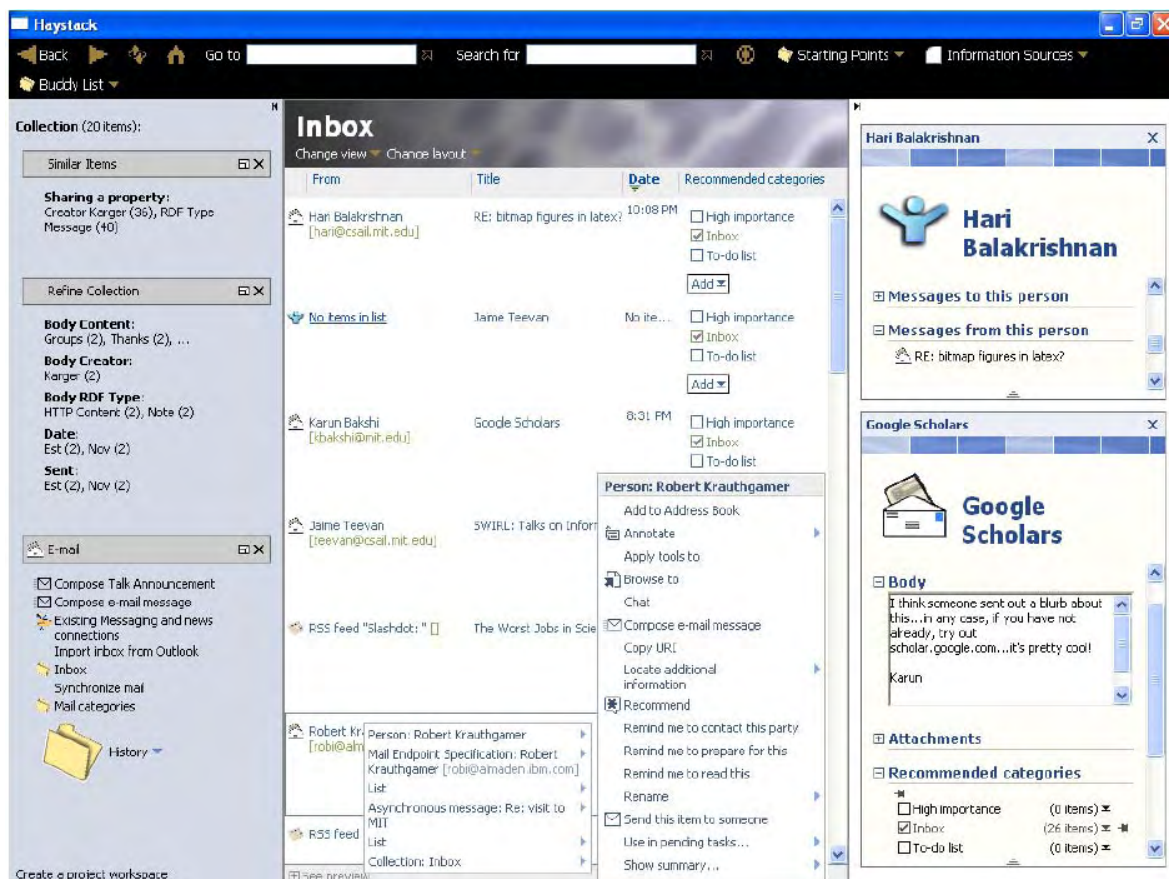 Haystack
Back
Go to
Search for
Starting Points
Information Sources
Buddy List
Collection (20 items):
Similar Items
Sharing a property:
Creator Karger (36), RDF Type
Message (40)
Refine Collection
Body Content:
Groups (2), Thanks (2), ...
Body Creator:
Karger (2)
Body RDF Type:
HTTP Content (2), Note (2)
Date:
Est (2), Nov (2)
Sent:
Est (2), Nov (2)
E-mail
Compose Talk Announcement
Compose e-mail message
Existing Messaging and news
connections
Import inbox from Outlook
Inbox
Synchronize mail
Mail categories
History
Create a project workspace
Inbox
Change view Change layout
From Title Date Recommended categories
Hari Balakrishnan RE: bitmap figures in latex? 10:08 PM High importance
[hari@csail.mit.edu] Inbox
To-do list
Add
No items in list Jaime Teevan No ite... High importance
Inbox
To-do list
Add
Karun Bakshi Google Scholars 8:31 PM High importance
[kbakshi@mit.edu] Inbox
To-do list
Jaime Teevan SWIRL: Talks on Inform
[teevan@csail.mit.edu]
RSS feed "Slashdot: " [] The Worst Jobs in Scie
Robert Kr
[robi@alm
RSS feed
See preview
Person: Robert Krauthgamer
Mail Endpoint Specification: Robert
Krauthgamer [robi@almaden.ibm.com]
List
Asynchronous message: Re: visit to
MIT
List
Collection: Inbox
Person: Robert Krauthgamer
Add to Address Book
Annotate
Apply tools to
Browse to
Chat
Compose e-mail message
Copy URI
Locate additional
information
Recommend
Remind me to contact this party
Remind me to prepare for this
Remind me to read this
Rename
Send this item to someone
Use in pending tasks...
Show summary...
Hari Balakrishnan
Hari
Balakrishnan
Messages to this person
Messages from this person
RE: bitmap figures in latex?
Google Scholars
Google
Scholars
Body
I think someone sent out a blurb about
this...in any case, if you have not
already, try out
scholar.google.com...it's pretty cool!
Karun
Attachments
Recommended categories
High importance (0 items)
Inbox (26 items)
To-do list (0 items)